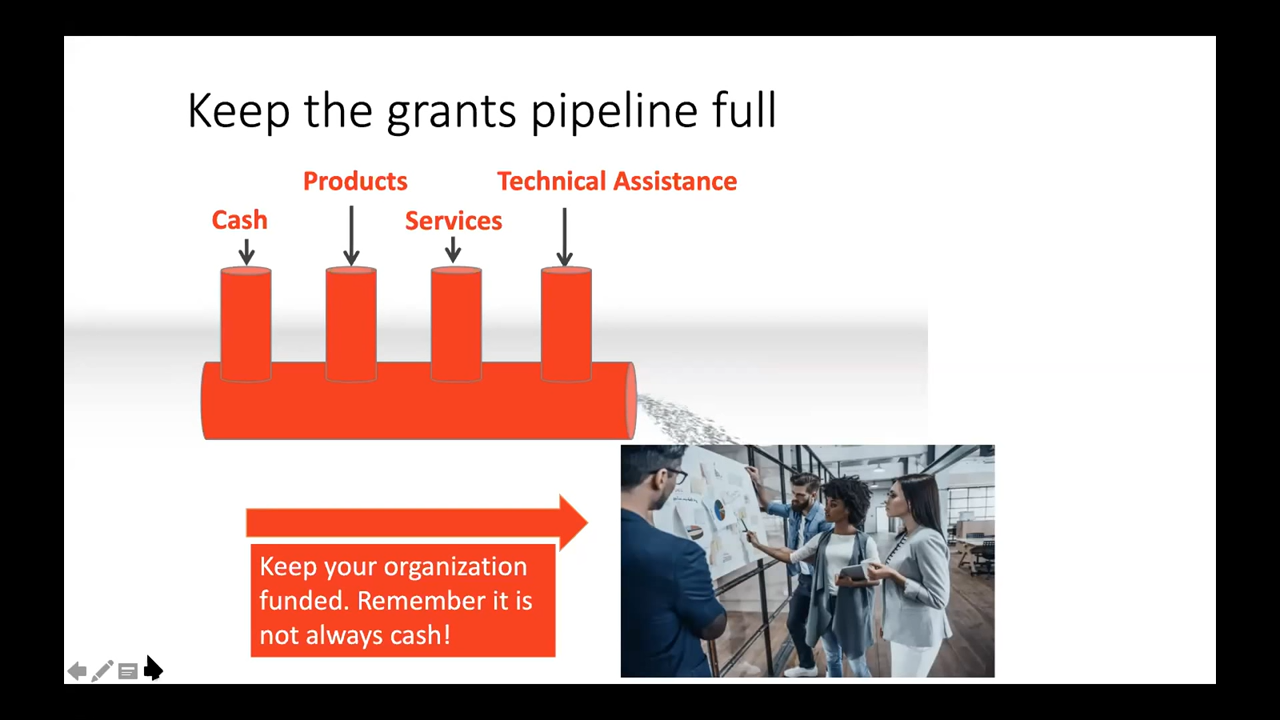 Keep the grants pipeline full
Products
Technical Assistance
Cash
Services
Keep your organization
funded. Remember it is
not always cash!